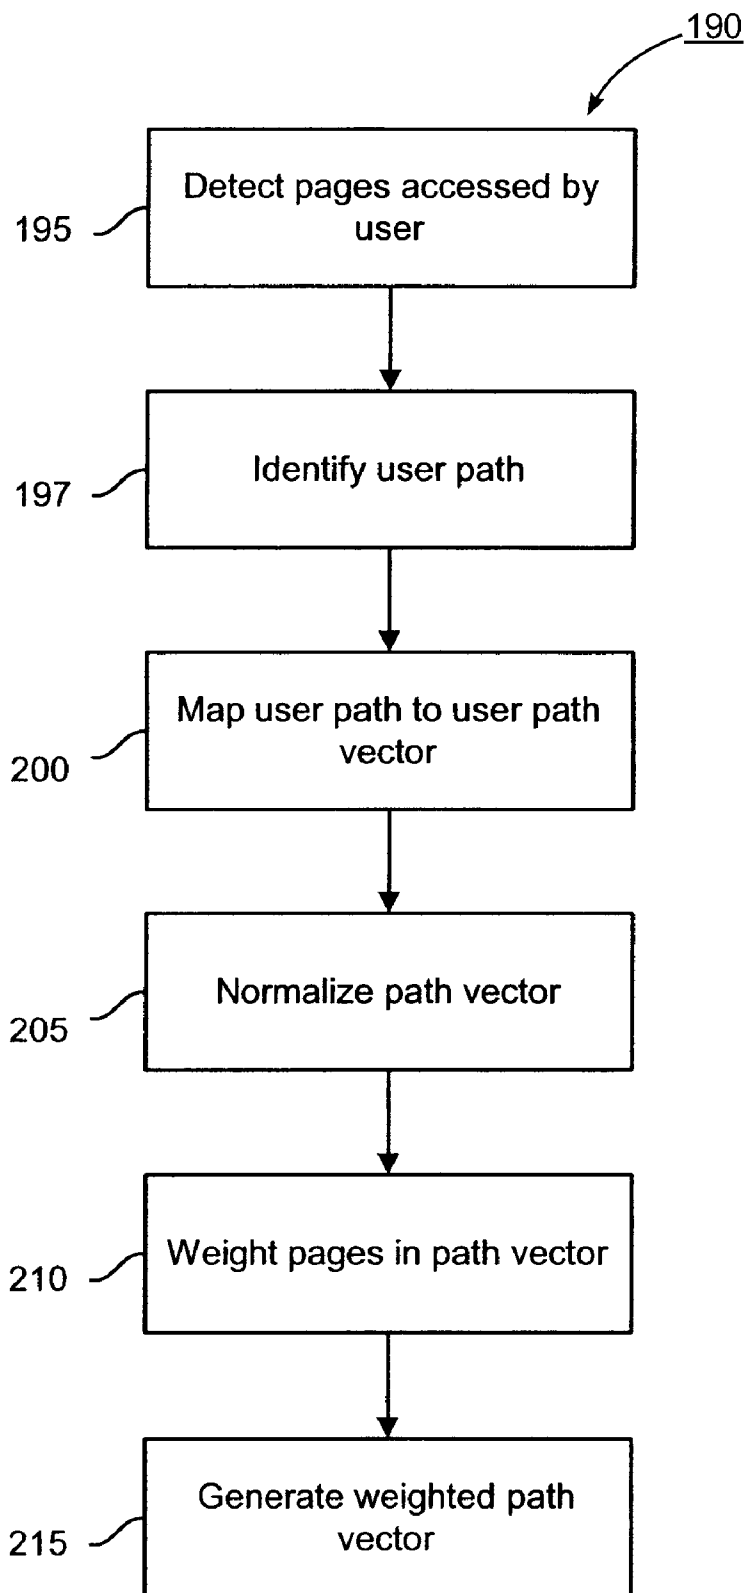 190
Detect pages accessed by
user
195
Identify user path
197
Map user path to user path
vector
200
Normalize path vector
205
Weight pages in path vector
210
Generate weighted path
vector
215